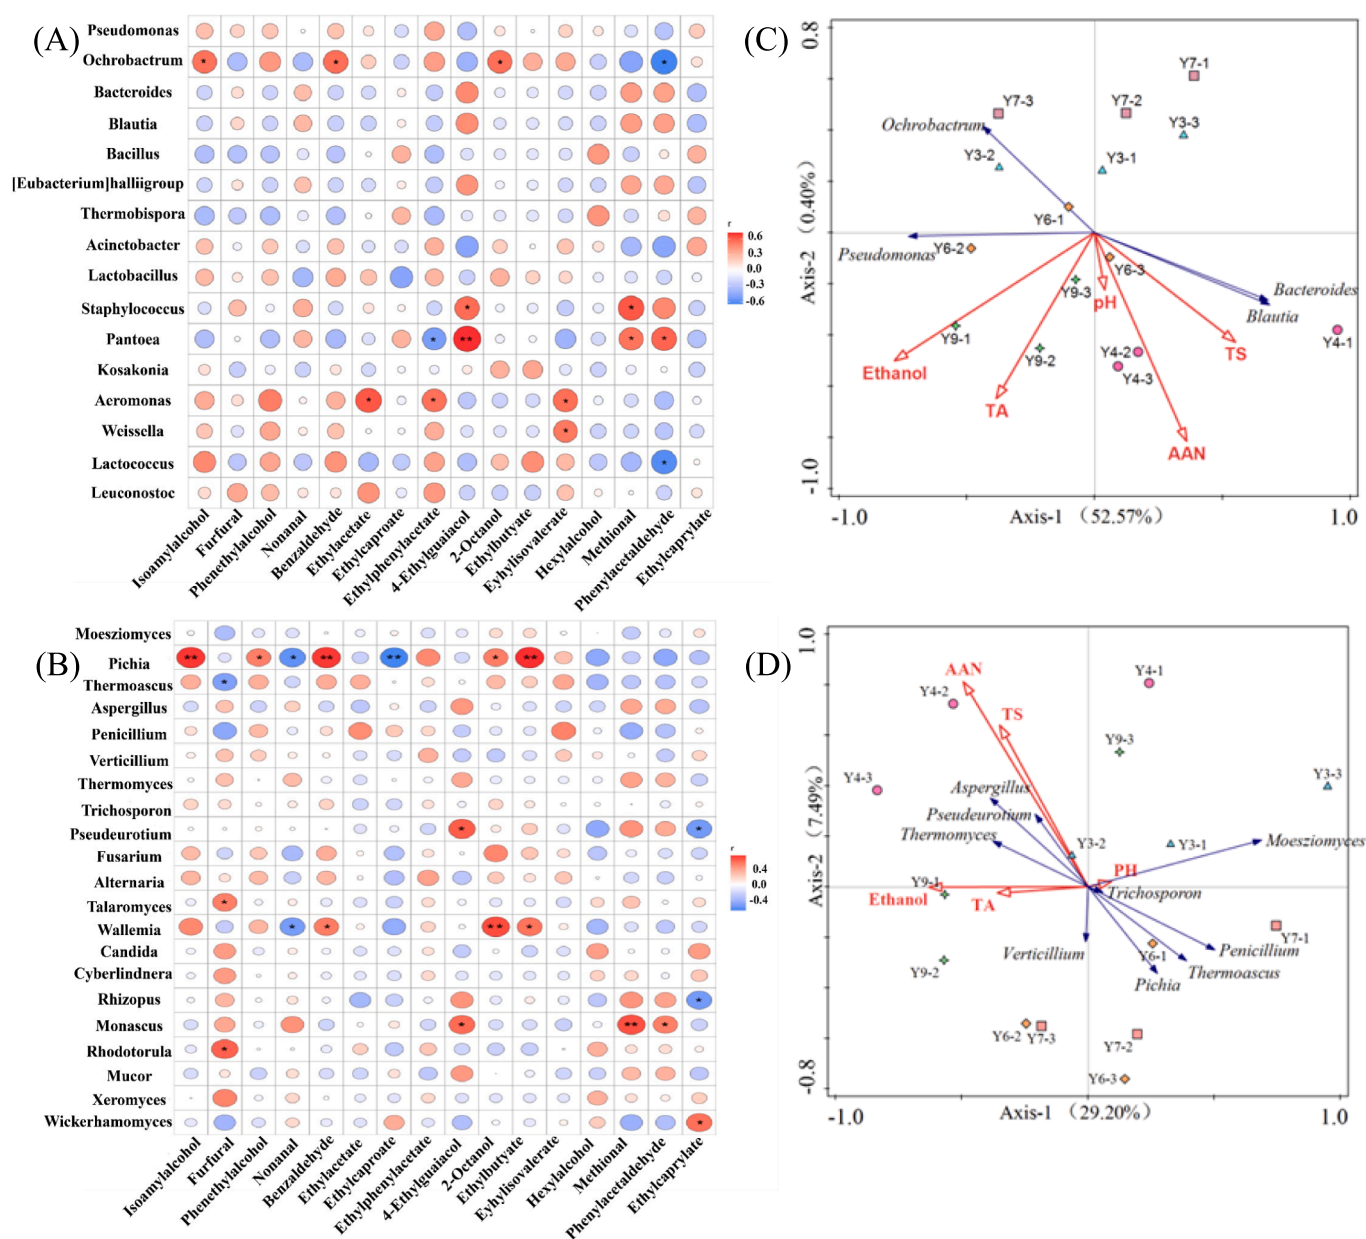 (A)
Pseudomonas
Ochrobactrum
Bacteroides
Blautia
Bacillus
[Eubacterium]halliigroup
Thermobispora
Acinetobacter
Lactobacillus
Staphylococcus
Pantoea
Kosakonia
Aeromonas
Weissella
Lactococcus
Leuconostoc
Isoamylalcohol
Furfural
Phenethylalcohol
Nonanal
Benzaldehyde
Ethylacetate
Ethylcaproate
Ethylphenylacetate
4-Ethylguaiacol
2-Octanol
Ethylbutyate
Eyhylisovalerate
Hexylalcohol
Methional
Phenylacetaldehyde
Ethylcaprylate
r
0.6
0.3
0.0
-0.3
-0.6
(C)
0.8
Axis-2 (0.40%)
-1.0
-1.0
Axis-1 (52.57%)
1.0
Y7-1
Y7-3
Y7-2
Ochrobactrum
Y3-3
Y3-2
Y3-1
Y6-1
Pseudomonas
Y6-2
Y6-3
Y9-3
pH
Bacteroides
Blautia
Y9-1
Y9-2
Y4-2
Y4-3
TS
Y4-1
Ethanol
TA
AAN
(B)
Moesziomyces
Pichia
Thermoascus
Aspergillus
Penicillium
Verticillium
Thermomyces
Trichosporon
Pseudeurotium
Fusarium
Alternaria
Talaromyces
Wallemia
Candida
Cyberlindnera
Rhizopus
Monascus
Rhodotorula
Mucor
Xeromyces
Wickerhamomyces
Isoamylalcohol
Furfural
Phenethylalcohol
Nonanal
Benzaldehyde
Ethylacetate
Ethylcaproate
Ethylphenylacetate
4-Ethylguaiacol
2-Octanol
Ethylbutyate
Eyhylisovalerate
Hexylalcohol
Methional
Phenylacetaldehyde
Ethylcaprylate
r
0.4
0.0
-0.4
(D)
1.0
Axis-2 (7.49%)
-0.8
-1.0
Axis-1 (29.20%)
1.0
AAN
Y4-1
Y4-2
TS
Y9-3
Y4-3
Y3-3
Aspergillus
Pseudeurotium
Thermomyces
Y3-2
Y3-1
Moesziomyces
PH
Y9-1
Trichosporon
Ethanol
TA
Y7-1
Verticillium
Y6-1
Penicillium
Thermoascus
Pichia
Y9-2
Y6-2
Y7-3
Y7-2
Y6-3